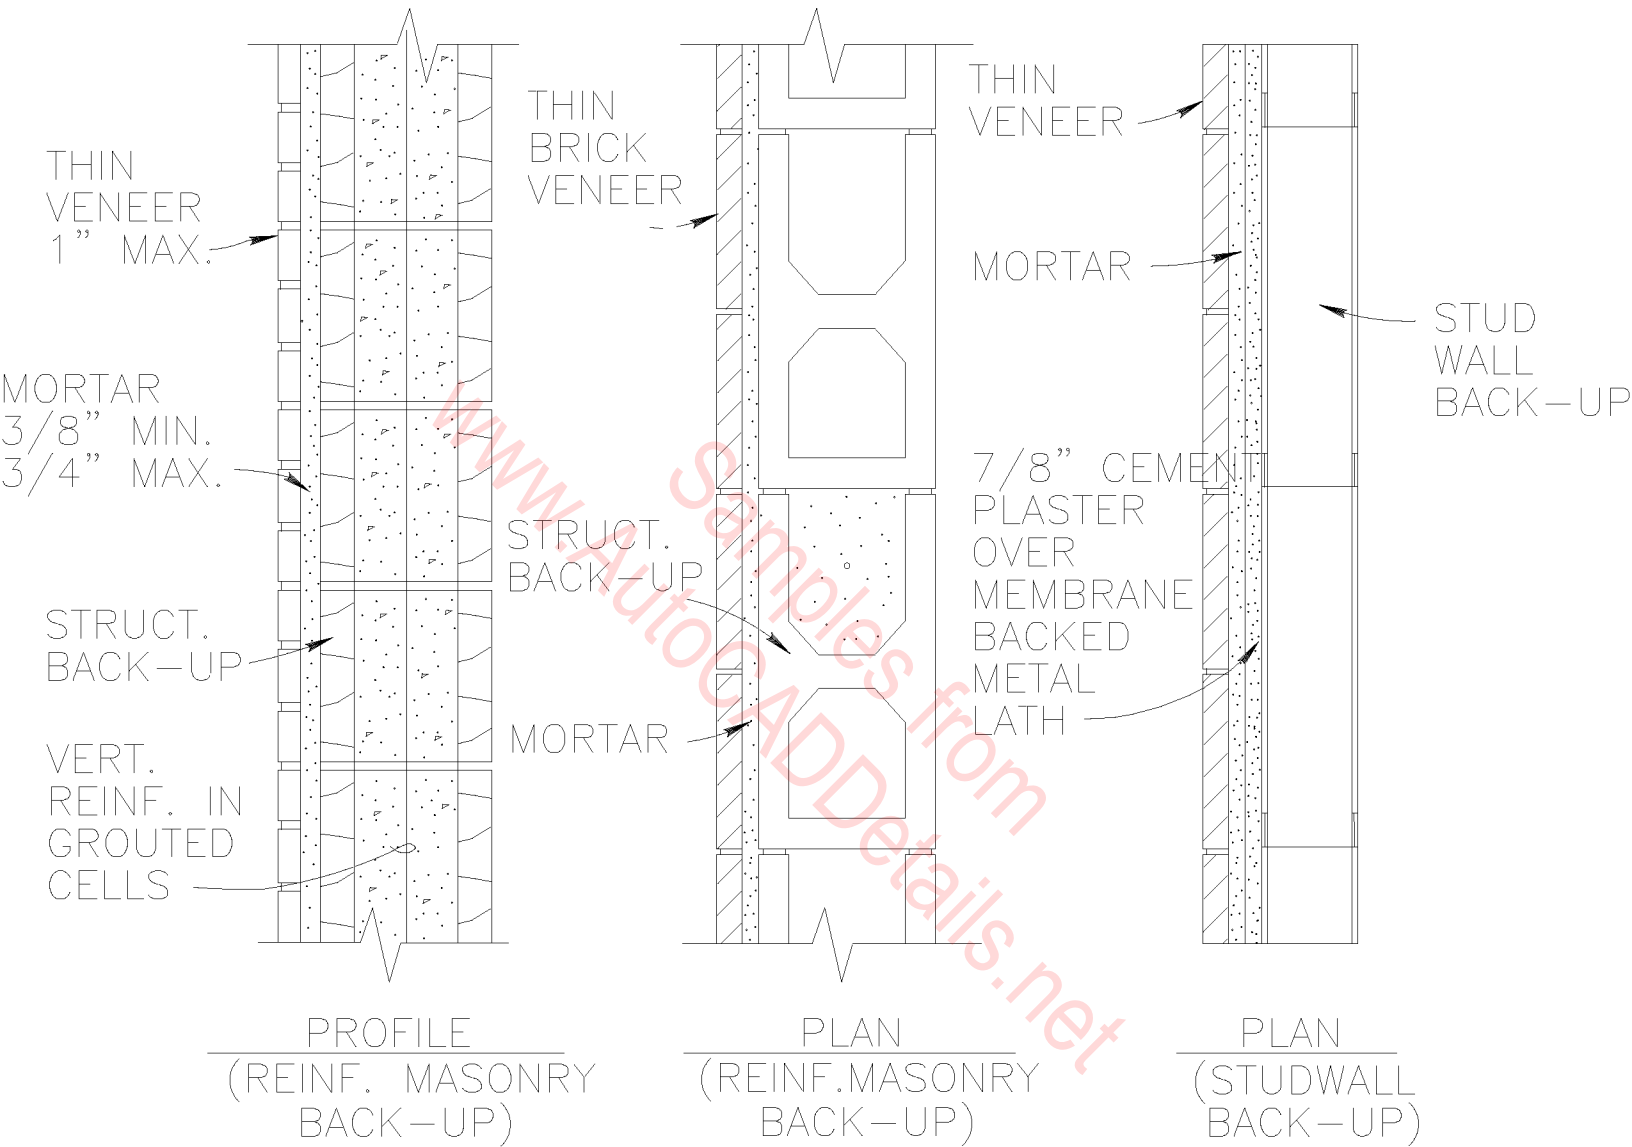 THIN
VENEER
1” MAX.
MORTAR
3/8” MIN.
3/4” MAX.
STRUCT.
BACK-UP
VERT.
REINF. IN
GROUTED
CELLS
PROFILE
(REINF. MASONRY
BACK-UP)
THIN
BRICK
VENEER
STRUCT.
BACK-UP
MORTAR
PLAN
(REINF.MASONRY
BACK-UP)
THIN
VENEER
MORTAR
STUD
WALL
BACK-UP
7/8” CEMENT
PLASTER
OVER
MEMBRANE
BACKED
METAL
LATH
PLAN
(STUDWALL
BACK-UP)
Samples from
www.AutoCADDetails.net